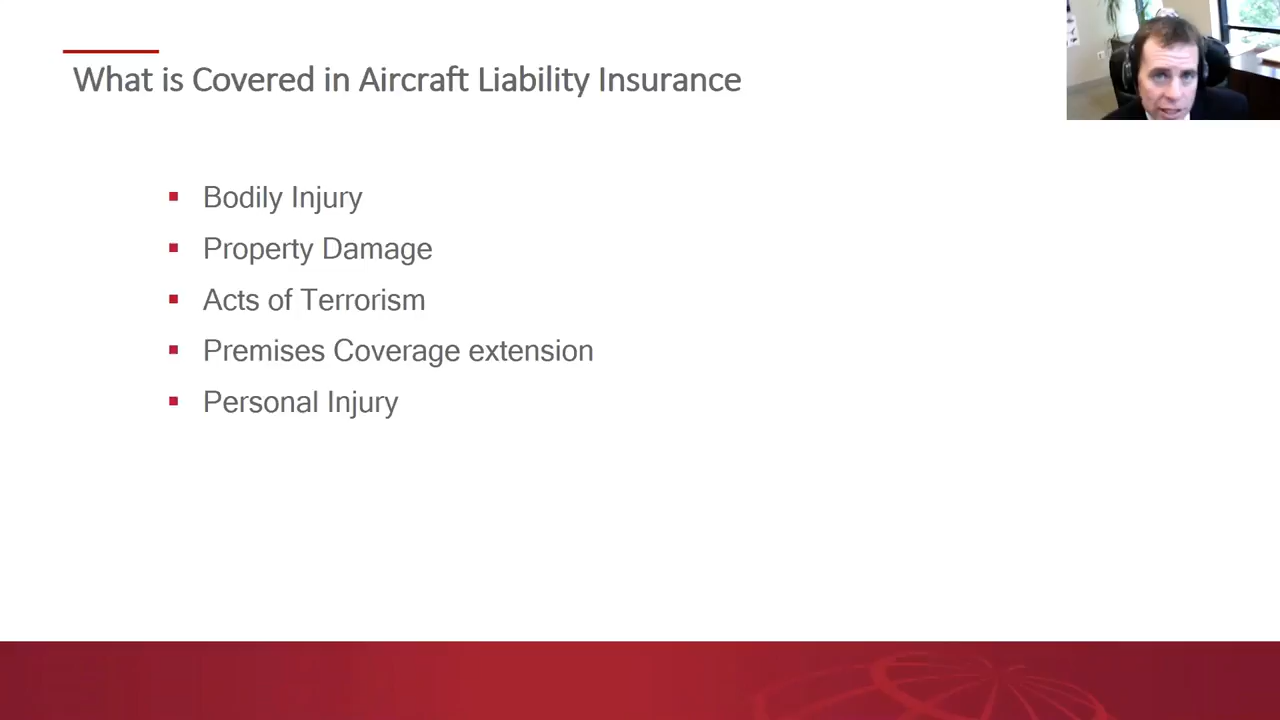 What is Covered in Aircraft Liability Insurance
Bodily Injury
Property Damage
Acts of Terrorism
Premises Coverage extension
Personal Injury